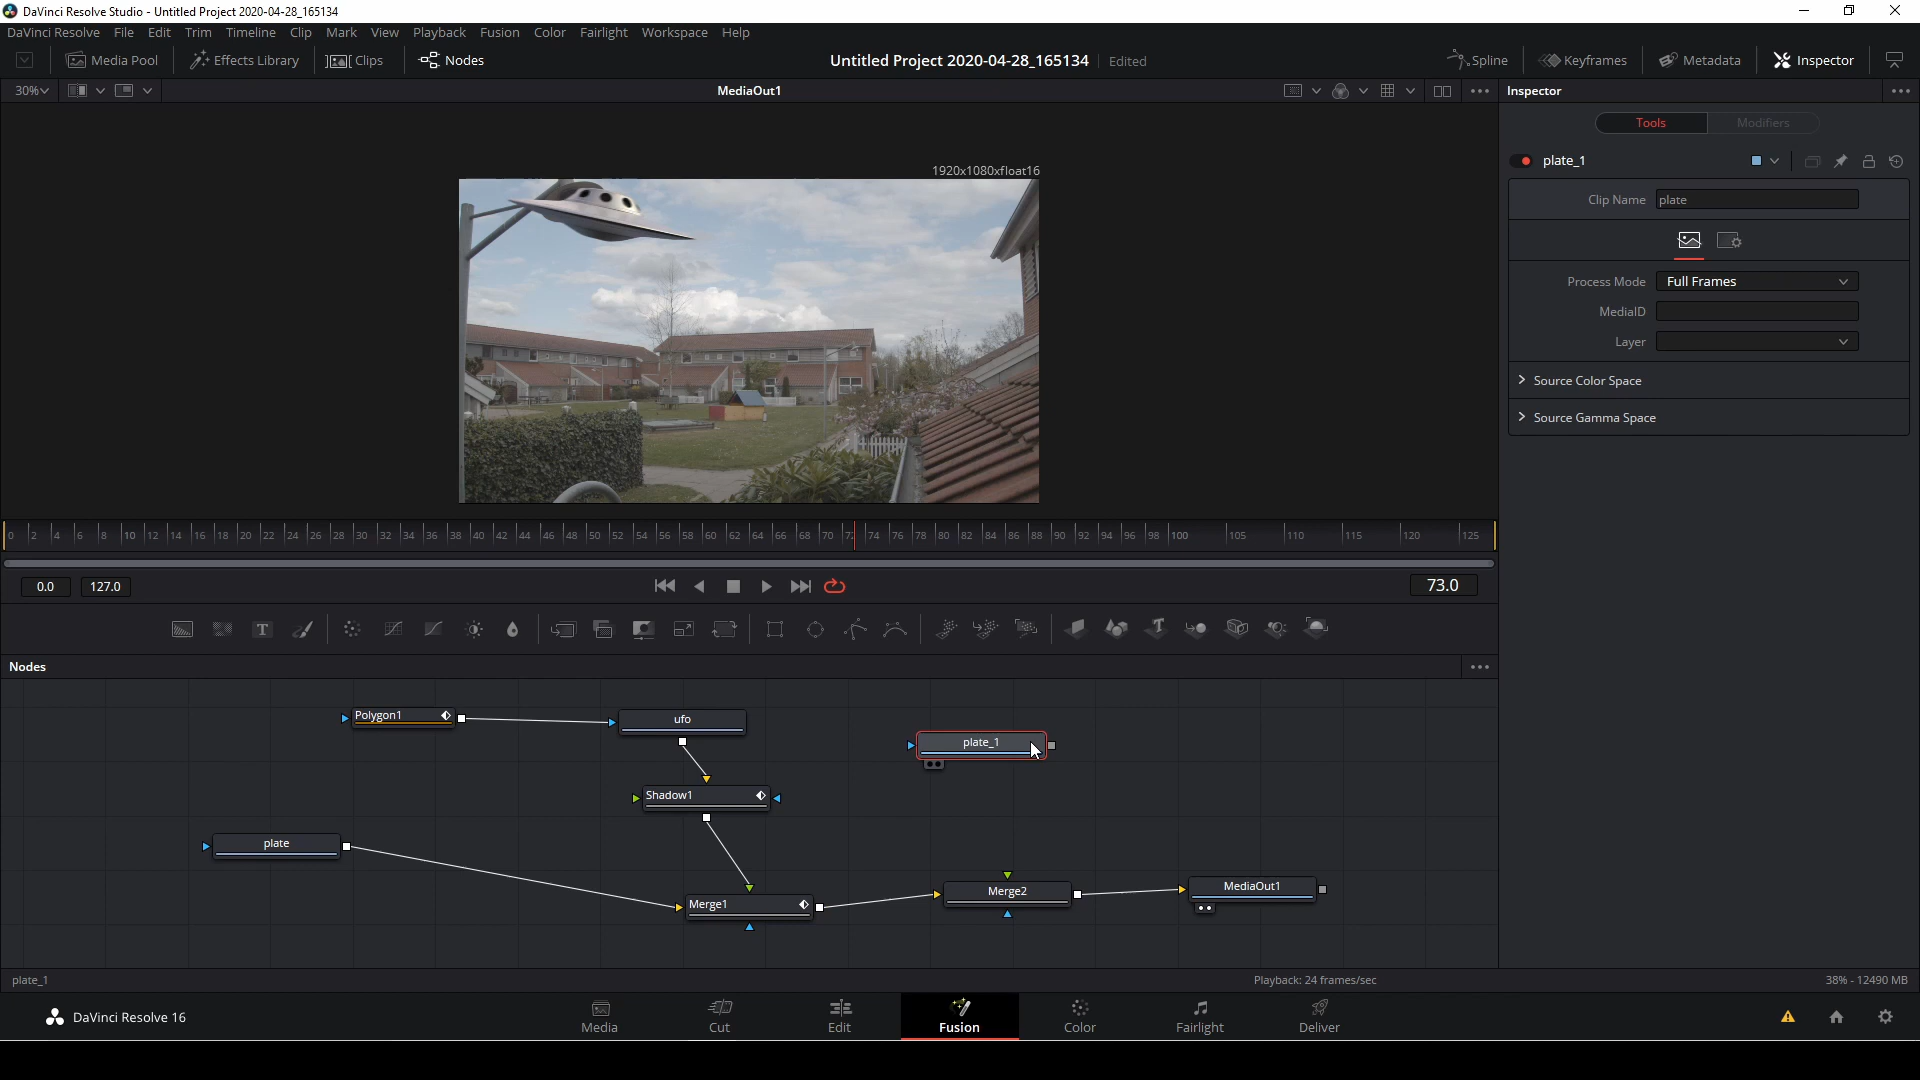 DaVinci Resolve Studio - Untitled Project 2020-04-28_165134
DaVinci Resolve File Edit Trim Timeline Clip Mark View Playback Fusion Color Fairlight Workspace Help
Media Pool Effects Library Clips Nodes Untitled Project 2020-04-28_165134 Edited Spline Keyframes Metadata Inspector
30% MediaOut1 Inspector
Tools Modifiers
plate_1
1920x1080xfloat16
Clip Name plate
Process Mode Full Frames
MediaID
Layer
Source Color Space
Source Gamma Space
0 2 4 6 8 10 12 14 16 18 20 22 24 26 28 30 32 34 36 38 40 42 44 46 48 50 52 54 56 58 60 62 64 66 68 70 72 74 76 78 80 82 84 86 88 90 92 94 96 98 100 105 110 115 120 125
0.0 127.0 73.0
T T
Nodes
Polygon1 ufo
plate_1
Shadow1
plate
Merge1 Merge2 MediaOut1
plate_1 Playback: 24 frames/sec 38% - 12490 MB
DaVinci Resolve 16 Media Cut Edit Fusion Color Fairlight Deliver